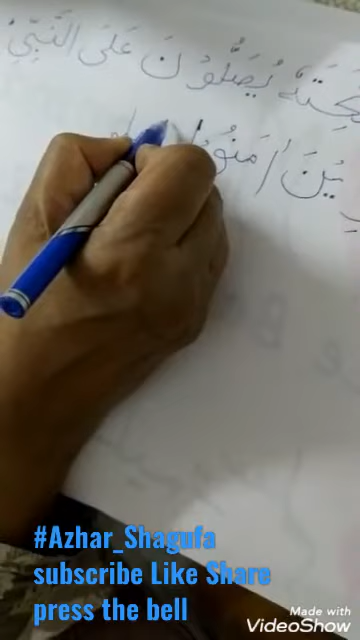 يُصَلُّوْنَ عَلَى النَّبِّيِ
يْنَ اٰمَنُوْا
#Azhar_Shagufa
subscribe Like Share
press the bell
Made with
VideoShow